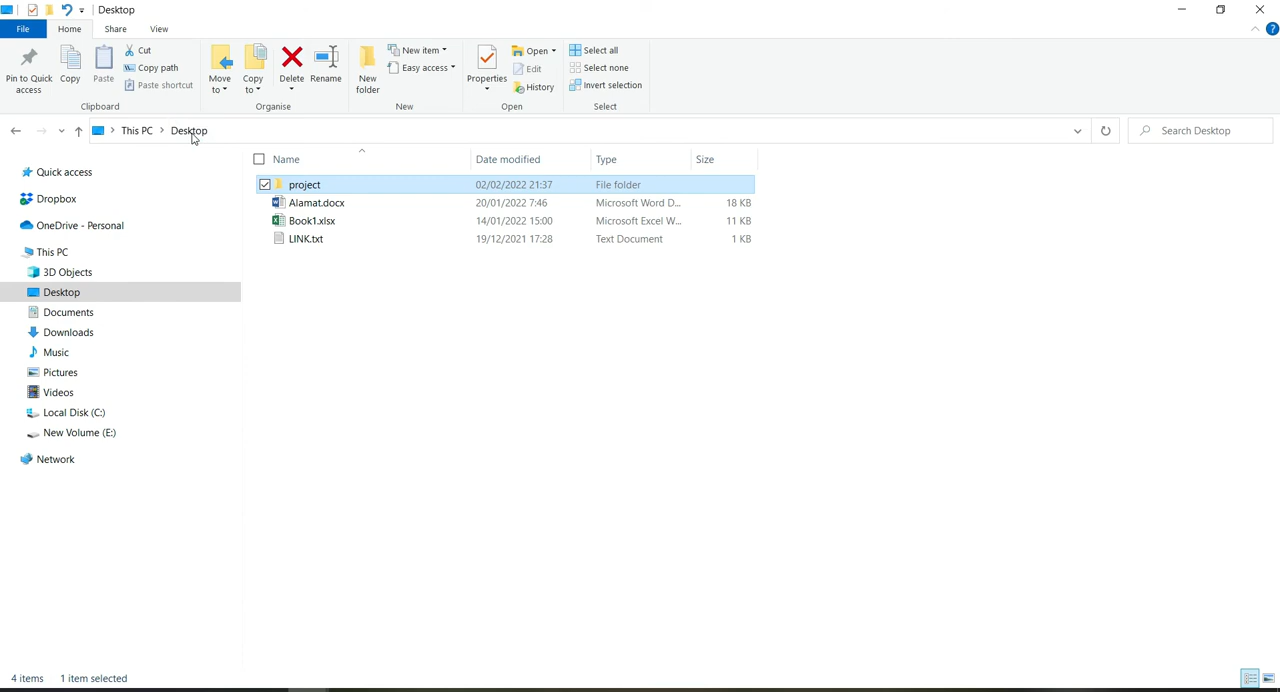 Desktop
File Home Share View
Pin to Quick access
Copy
Paste
Cut
Copy path
Paste shortcut
Clipboard
Move to
Copy to
Delete
Rename
Organise
New folder
New item
Easy access
New
Properties
Open
Edit
History
Open
Select all
Select none
Invert selection
Select
This PC > Desktop
Search Desktop
Quick access
Dropbox
OneDrive - Personal
This PC
3D Objects
Desktop
Documents
Downloads
Music
Pictures
Videos
Local Disk (C:)
New Volume (E:)
Network
Name Date modified Type Size
project 02/02/2022 21:37 File folder
Alamat.docx 20/01/2022 7:46 Microsoft Word D... 18 KB
Book1.xlsx 14/01/2022 15:00 Microsoft Excel W... 11 KB
LINK.txt 19/12/2021 17:28 Text Document 1 KB
4 items 1 item selected